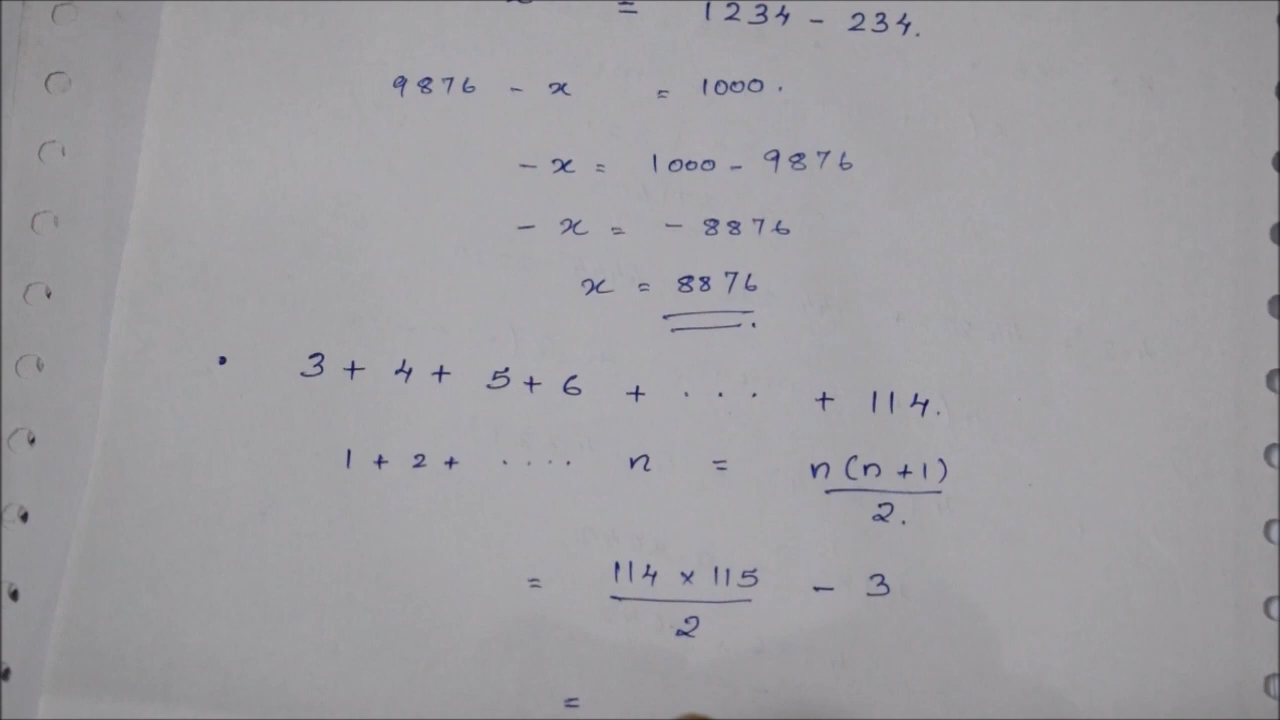 = 1234 - 234.
9876 - x = 1000.
- x = 1000 - 9876
- x = - 8876
x = 8876
• 3 + 4 + 5 + 6 + . . . + 114.
1 + 2 + .... n = n(n+1)
2.
= 114 × 115 - 3
2
=